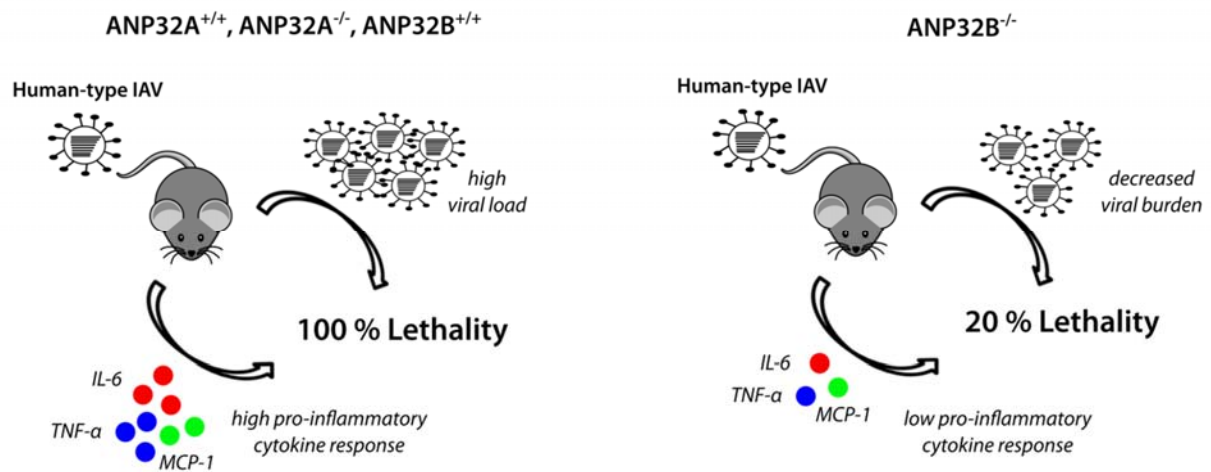 ANP32A+/+, ANP32A-/-, ANP32B+/+
Human-type IAV
high
viral load
100 % Lethality
IL-6
TNF-α
MCP-1
high pro-inflammatory
cytokine response
ANP32B-/-
Human-type IAV
decreased
viral burden
20 % Lethality
IL-6
TNF-α
MCP-1
low pro-inflammatory
cytokine response